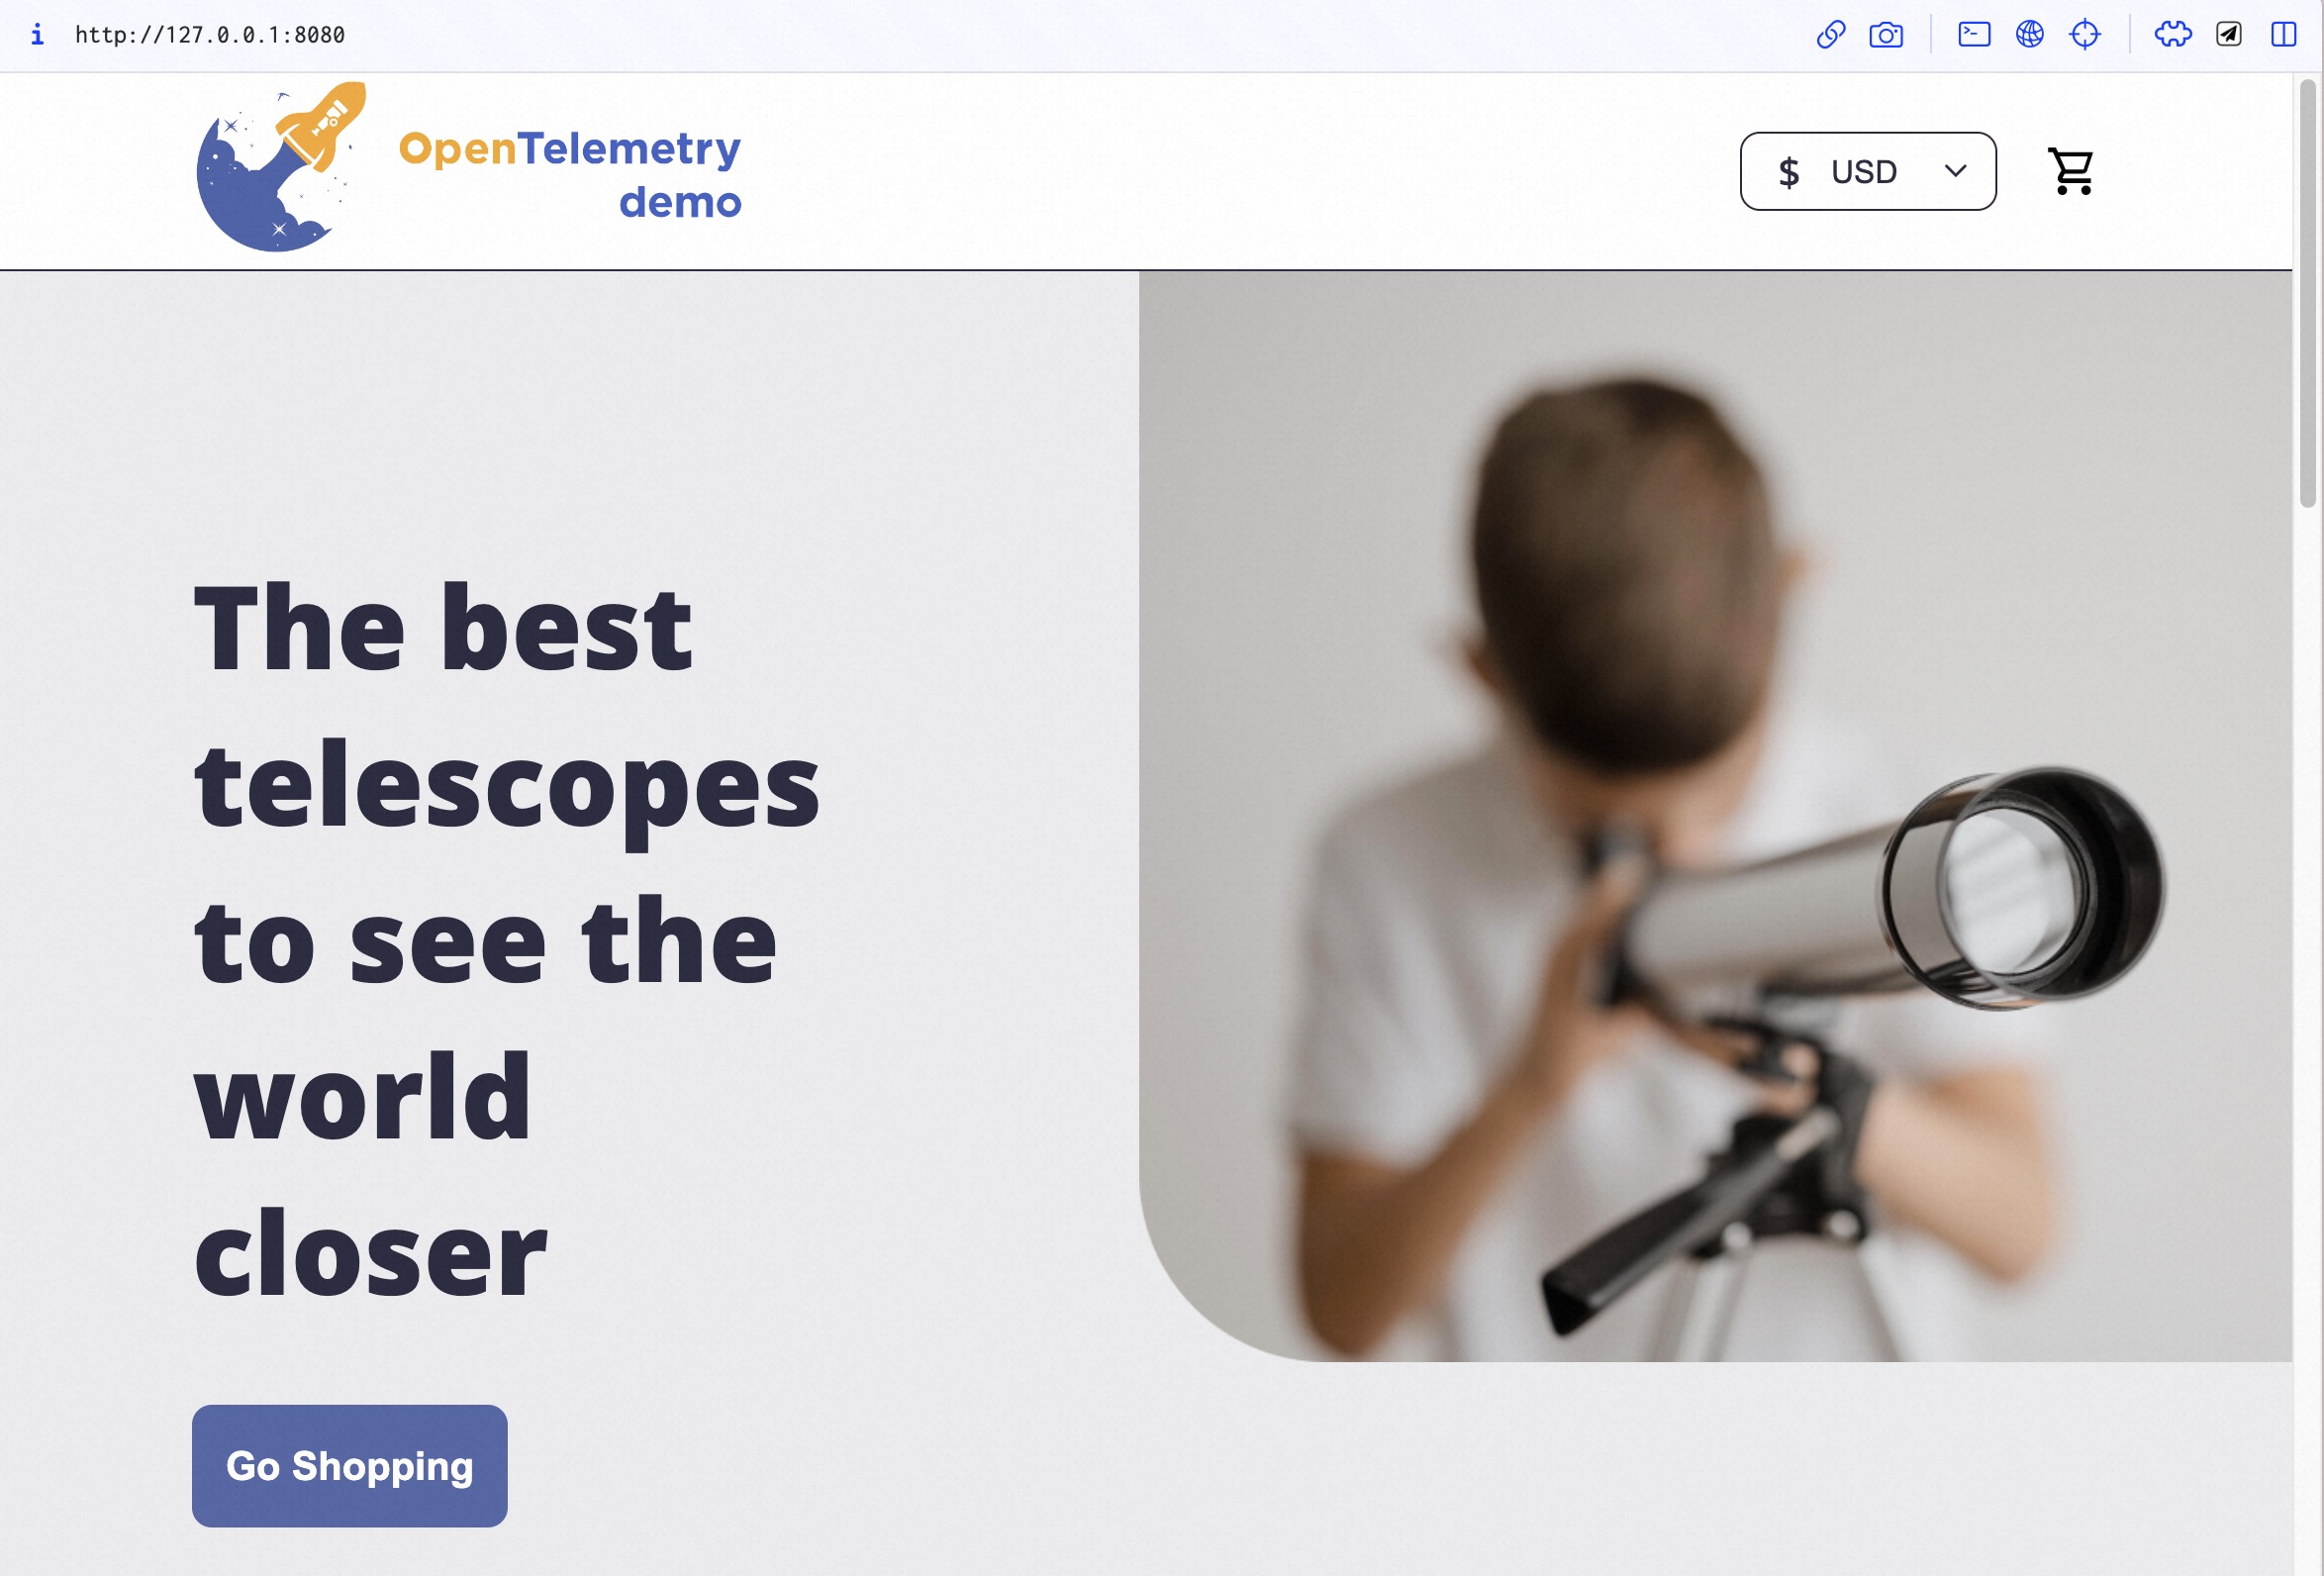 i http://127.0.0.1:8080
OpenTelemetry
demo
$ USD
The best
telescopes
to see the
world
closer
Go Shopping